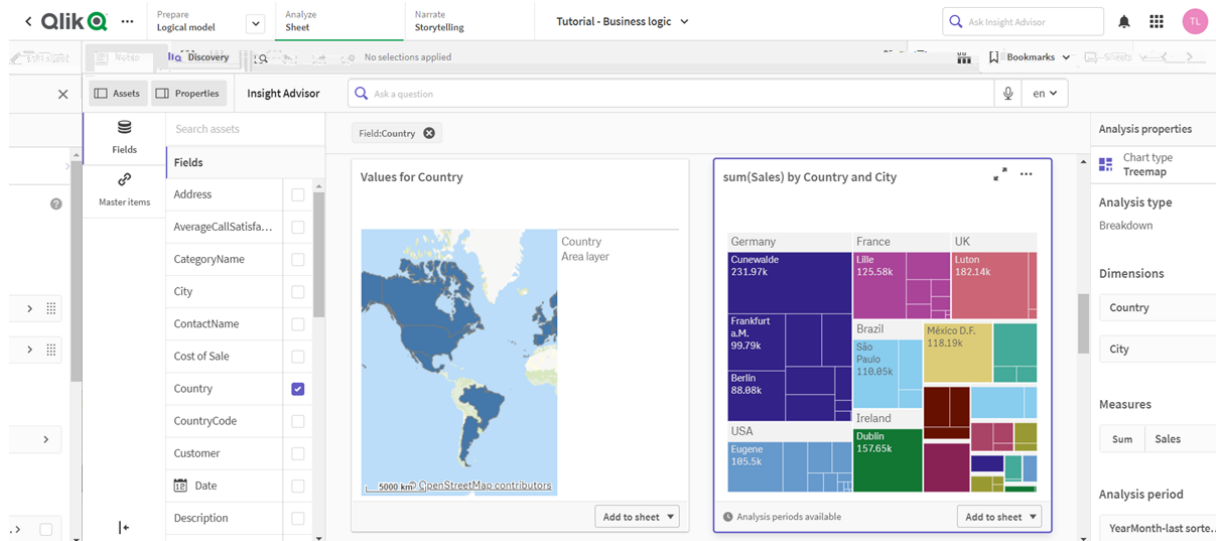 Qlik
Prepare
Logical model
Analyze
Sheet
Narrate
Storytelling
Tutorial - Business logic
Ask Insight Advisor
TL
Notes
Discovery
No selections applied
Bookmarks
Sheets
Assets
Properties
Insight Advisor
Ask a question
en
Fields
Master items
Search assets
Fields
Address
AverageCallSatisfa...
CategoryName
City
ContactName
Cost of Sale
Country
CountryCode
Customer
Date
Description
Field:Country
Values for Country
Country
Area layer
5000 km
© OpenStreetMap contributors
Add to sheet
sum(Sales) by Country and City
Germany
Cunewalde
231.97k
Frankfurt
a.M.
99.79k
Berlin
88.08k
USA
Eugene
105.5k
France
Lille
125.58k
UK
Luton
182.14k
Brazil
São
Paulo
110.05k
México D.F.
118.19k
Ireland
Dublin
157.65k
Analysis periods available
Add to sheet
Analysis properties
Chart type
Treemap
Analysis type
Breakdown
Dimensions
Country
City
Measures
Sum
Sales
Analysis period
YearMonth-last sorte...